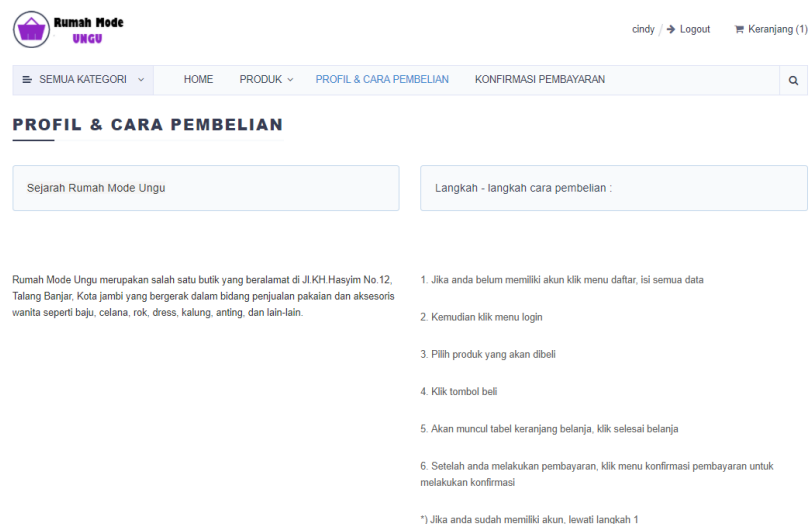 Rumah Mode
UNGU
cindy / Logout
Keranjang (1)
SEMUA KATEGORI
HOME
PRODUK
PROFIL & CARA PEMBELIAN
KONFIRMASI PEMBAYARAN
PROFIL & CARA PEMBELIAN
Sejarah Rumah Mode Ungu
Rumah Mode Ungu merupakan salah satu butik yang beralamat di Jl.KH.Hasyim No.12,
Talang Banjar, Kota jambi yang bergerak dalam bidang penjualan pakaian dan aksesoris
wanita seperti baju, celana, rok, dress, kalung, anting, dan lain-lain.
Langkah - langkah cara pembelian :
1. Jika anda belum memiliki akun klik menu daftar, isi semua data
2. Kemudian klik menu login
3. Pilih produk yang akan dibeli
4. Klik tombol beli
5. Akan muncul tabel keranjang belanja, klik selesai belanja
6. Setelah anda melakukan pembayaran, klik menu konfirmasi pembayaran untuk
melakukan konfirmasi
*) Jika anda sudah memiliki akun, lewati langkah 1